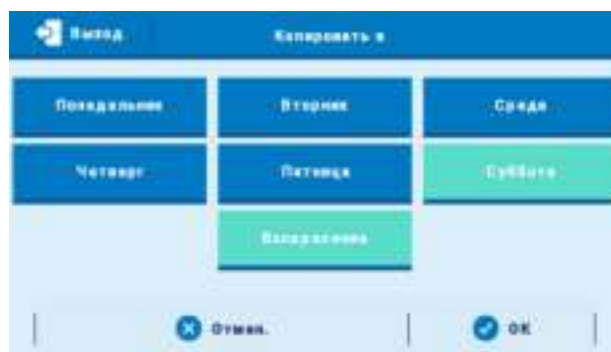 Выход
Копировать в
Понедельник
Вторник
Среда
Четверг
Пятница
Суббота
Воскресенье
Отмен.
OK